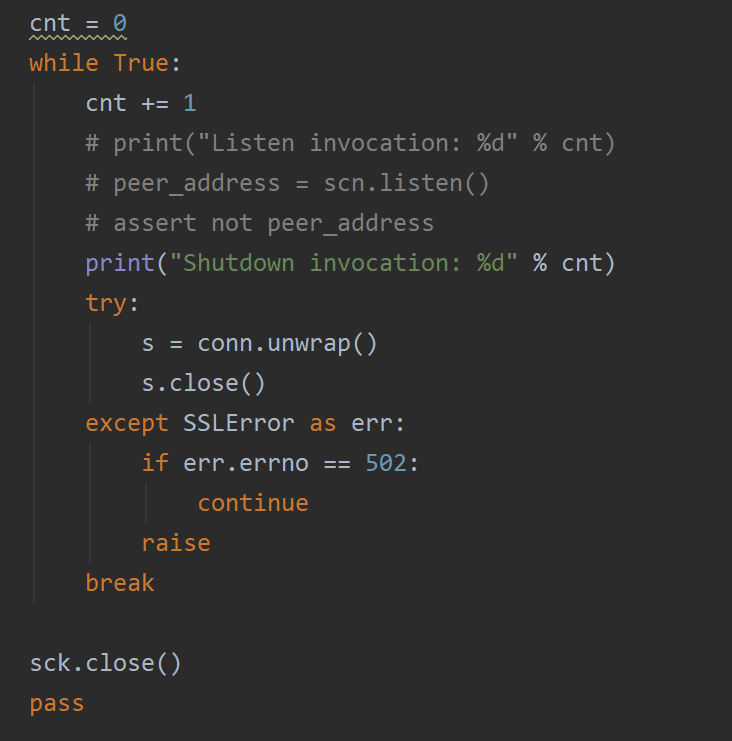 cnt = 0
while True:
    cnt += 1
    # print("Listen invocation: %d" % cnt)
    # peer_address = scn.listen()
    # assert not peer_address
    print("Shutdown invocation: %d" % cnt)
    try:
        s = conn.unwrap()
        s.close()
    except SSLError as err:
        if err.errno == 502:
            continue
        raise
    break

sck.close()
pass